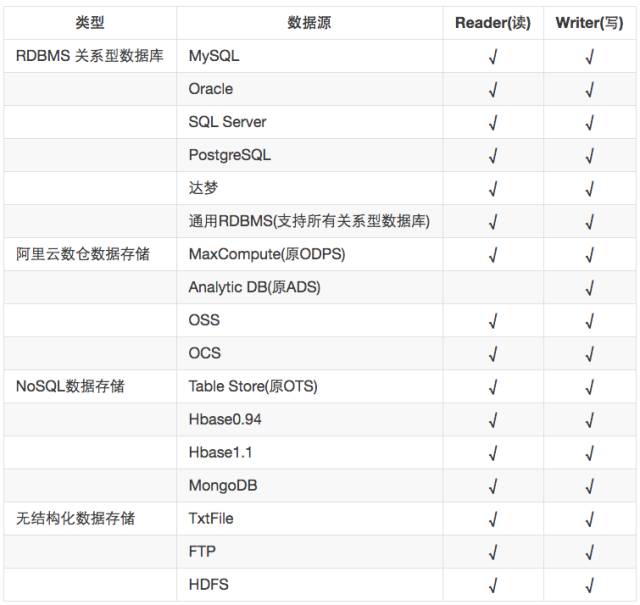 类型 数据源 Reader(读) Writer(写)
RDBMS 关系型数据库 MySQL √ √
Oracle √ √
SQL Server √ √
PostgreSQL √ √
达梦 √ √
通用RDBMS(支持所有关系型数据库) √ √
阿里云数仓数据存储 MaxCompute(原ODPS) √ √
Analytic DB(原ADS) √
OSS √ √
OCS √ √
NoSQL数据存储 Table Store(原OTS) √ √
Hbase0.94 √ √
Hbase1.1 √ √
MongoDB √ √
无结构化数据存储 TxtFile √ √
FTP √ √
HDFS √ √